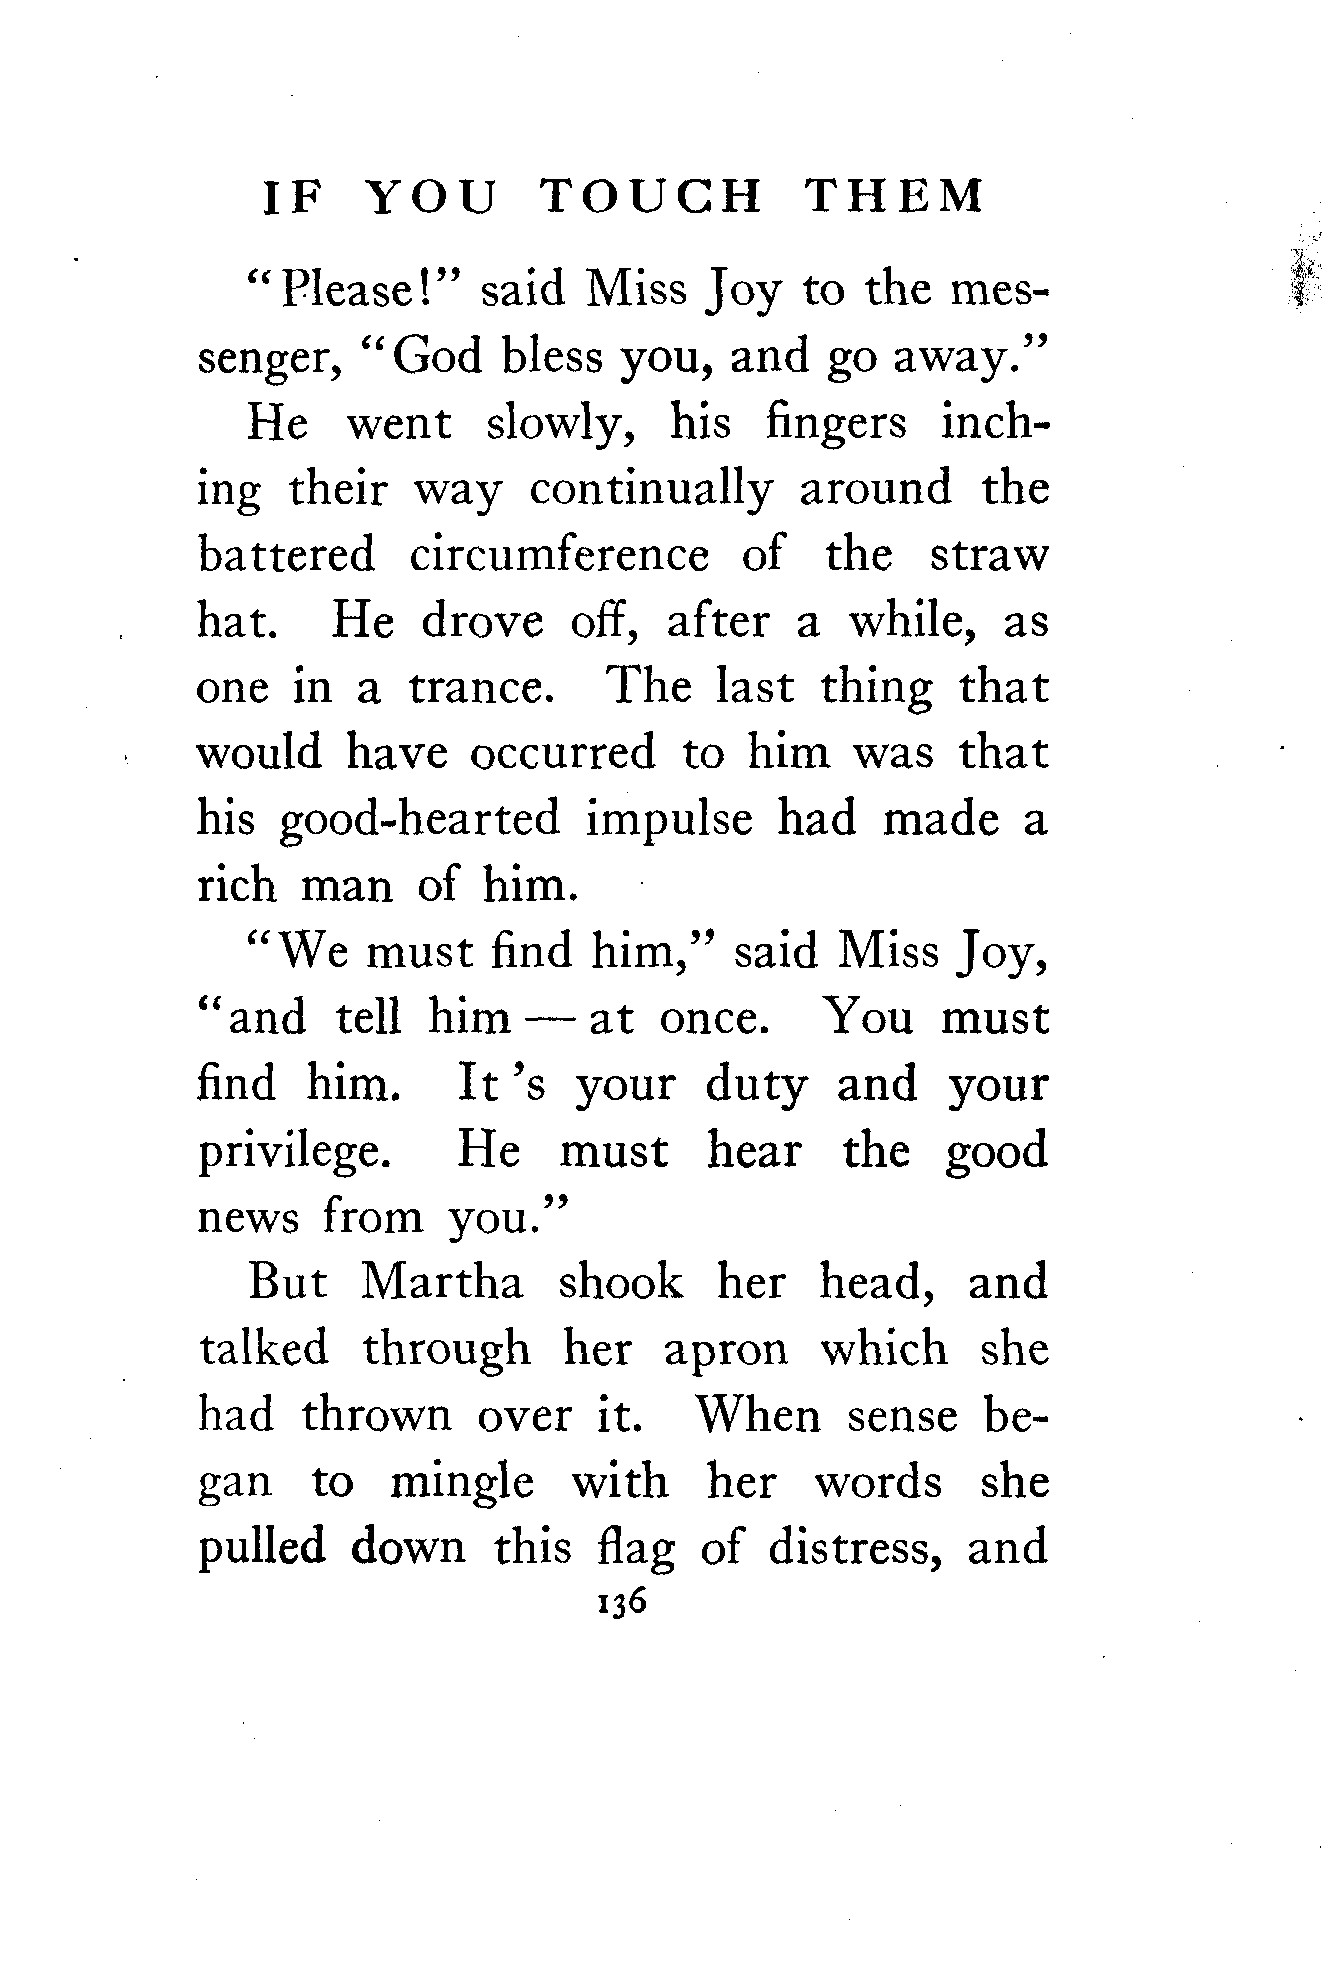 IF YOU TOUCH THEM
"Please!" said Miss Joy to the mes-
senger, "God bless you, and go away."
He went slowly, his fingers inch-
ing their way continually around the
battered circumference of the straw
hat. He drove off, after a while, as
one in a trance. The last thing that
would have occurred to him was that
his good-hearted impulse had made a
rich man of him.
"We must find him," said Miss Joy,
"and tell him — at once. You must
find him. It 's your duty and your
privilege. He must hear the good
news from you."
But Martha shook her head, and
talked through her apron which she
had thrown over it. When sense be-
gan to mingle with her words she
pulled down this flag of distress, and
136